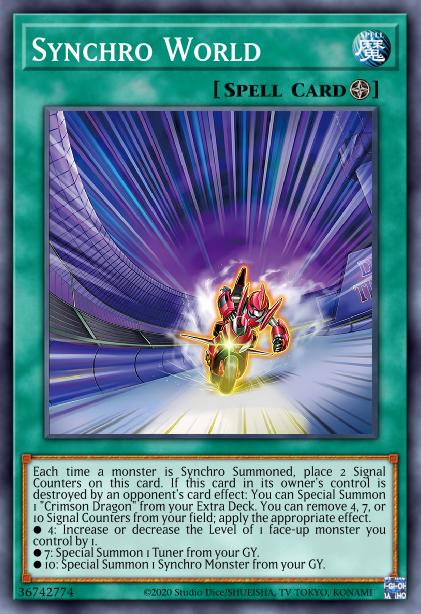 SYNCHRO WORLD
SPELL
魔
[SPELL CARD]
Each time a monster is Synchro Summoned, place 2 Signal
Counters on this card. If this card in its owner's control is
destroyed by an opponent's card effect: You can Special Summon
1 "Crimson Dragon" from your Extra Deck. You can remove 4, 7, or
10 Signal Counters from your field; apply the appropriate effect.
● 4: Increase or decrease the Level of 1 face-up monster you
control by 1.
● 7: Special Summon 1 Tuner from your GY.
● 10: Special Summon 1 Synchro Monster from your GY.
36742774
©2020 Studio Dice/SHUEISHA, TV TOKYO, KONAMI